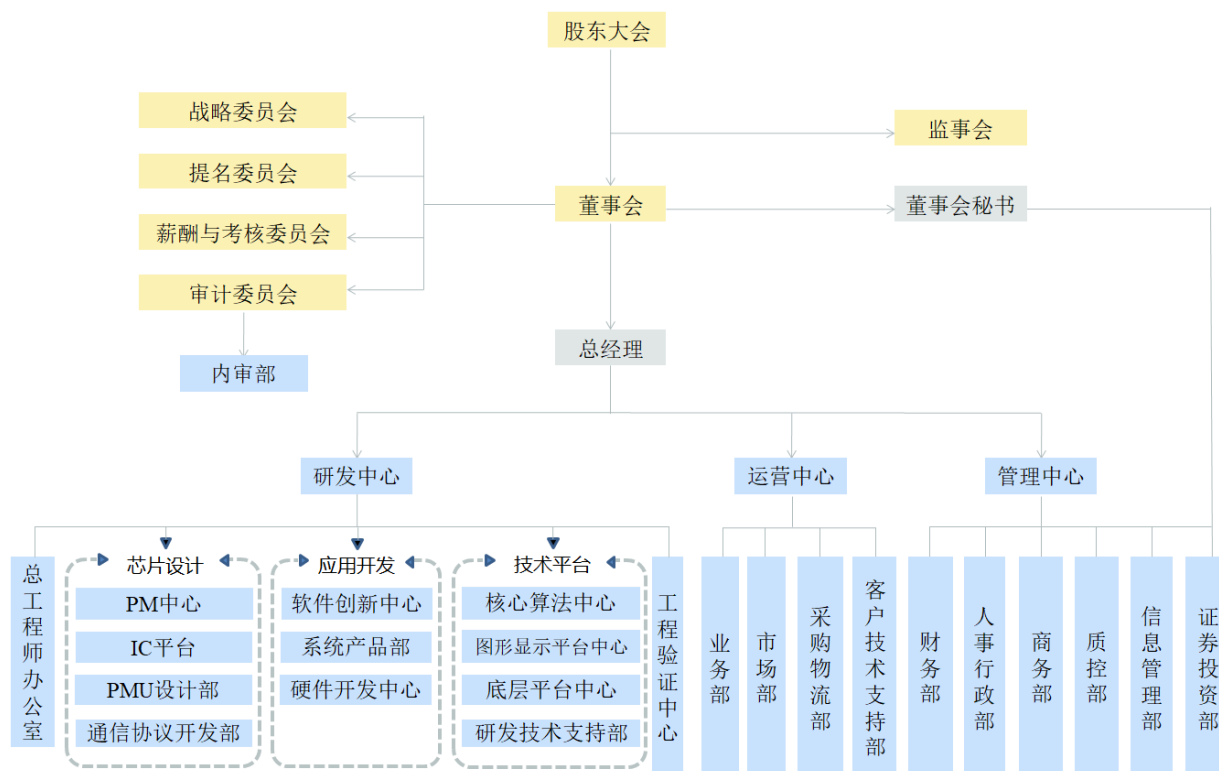 股东大会
战略委员会
监事会
提名委员会
董事会
董事会秘书
薪酬与考核委员会
审计委员会
总经理
内审部
研发中心
运营中心
管理中心
总工程师办公室
芯片设计
PM中心
IC平台
PMU设计部
通信协议开发部
应用开发
软件创新中心
系统产品部
硬件开发中心
技术平台
核心算法中心
图形显示平台中心
底层平台中心
研发技术支持部
工程验证中心
业务部
市场部
采购物流部
客户技术支持部
财务部
人事行政部
商务部
质控部
信息管理部
证券投资部